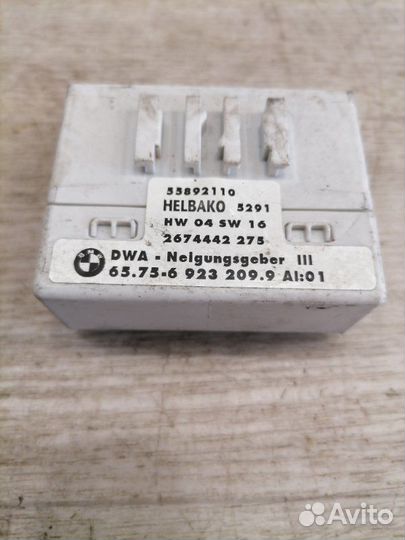 55892110
HELBAKO 5291
HW 04 SW 16
2674442 275
BMW DWA - Neigungsgeber III
65.75-6 923 209.9 AI:01
Avito